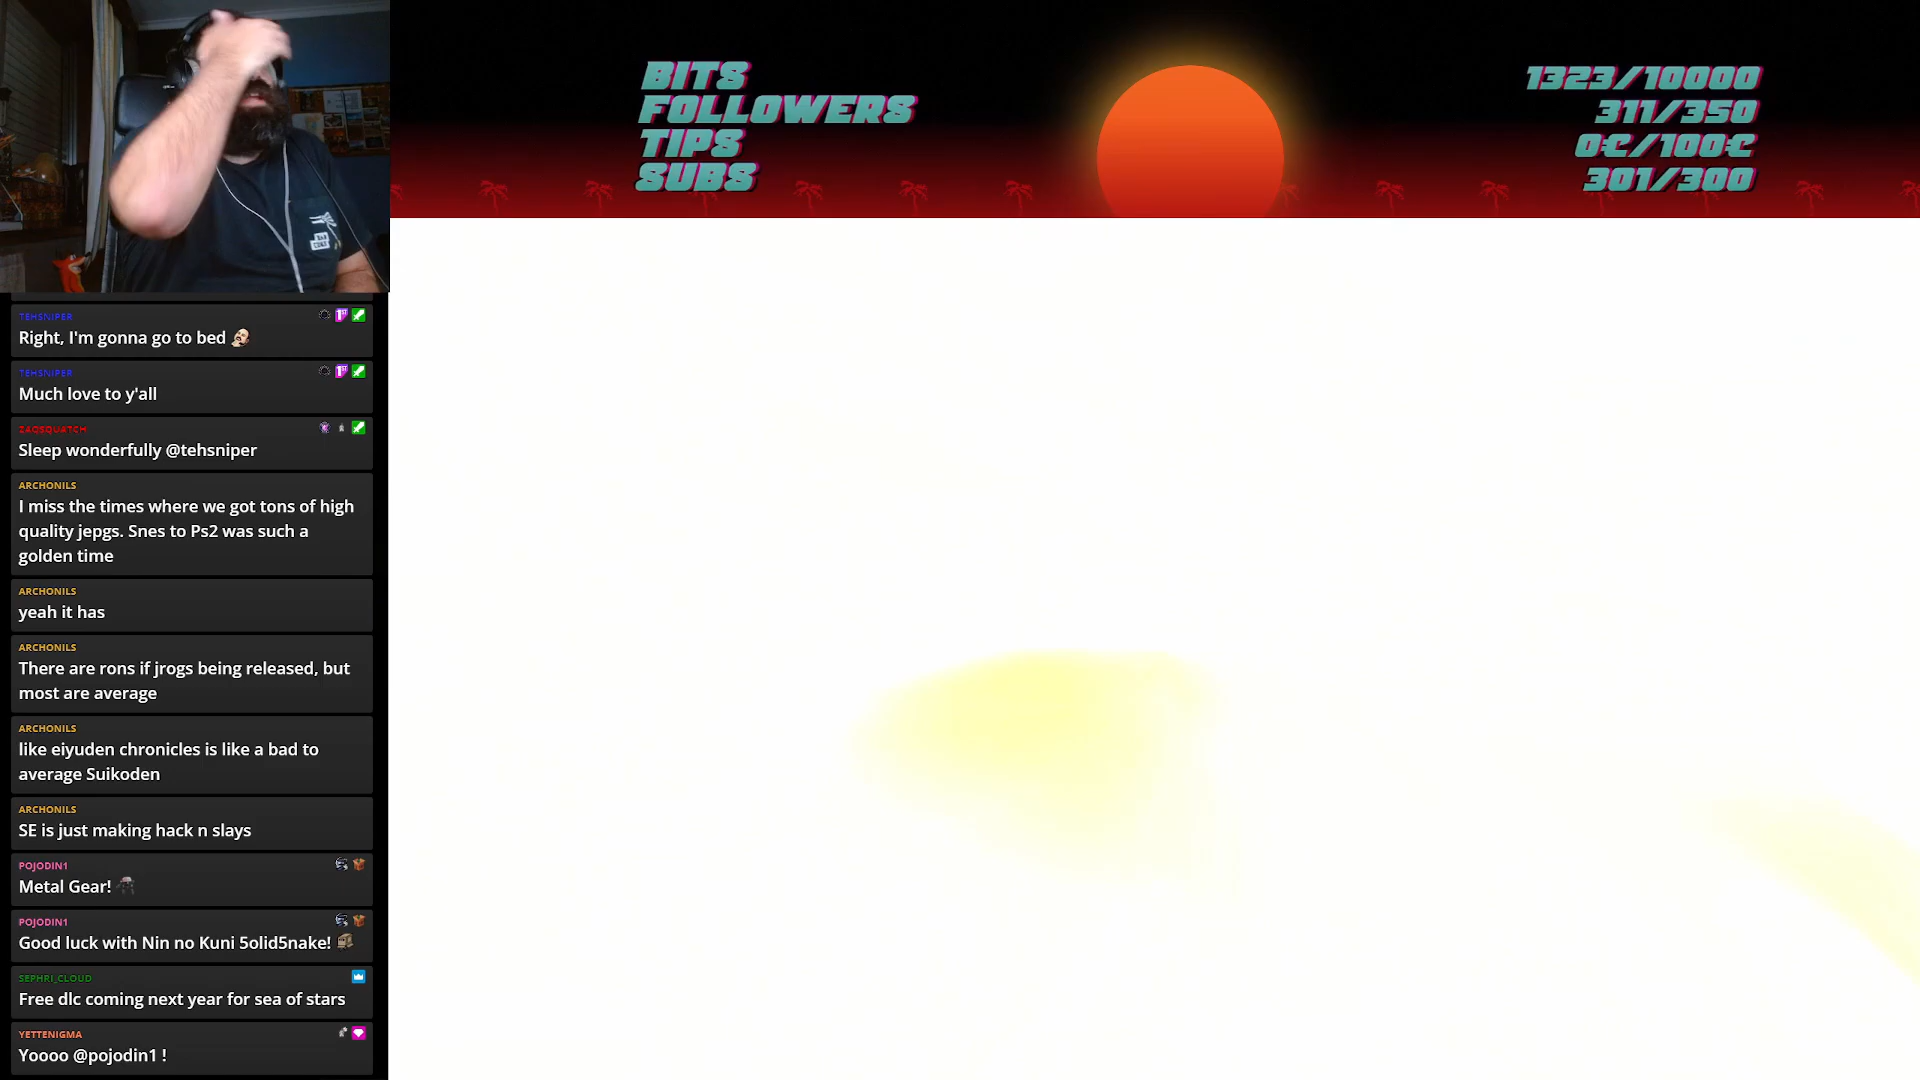 BITS
FOLLOWERS
TIPS
SUBS
1323/10000
311/350
0€/100€
301/300
TEHSNIPER
Right, I'm gonna go to bed
TEHSNIPER
Much love to y'all
ZAQSQUATCH
Sleep wonderfully @tehsniper
ARCHONILS
I miss the times where we got tons of high
quality jepgs. Snes to Ps2 was such a
golden time
ARCHONILS
yeah it has
ARCHONILS
There are rons if jrogs being released, but
most are average
ARCHONILS
like eiyuden chronicles is like a bad to
average Suikoden
ARCHONILS
SE is just making hack n slays
POJODIN1
Metal Gear!
POJODIN1
Good luck with Nin no Kuni 5olid5nake!
SEPHRI_CLOUD
Free dlc coming next year for sea of stars
YETTENIGMA
Yoooo @pojodin1 !